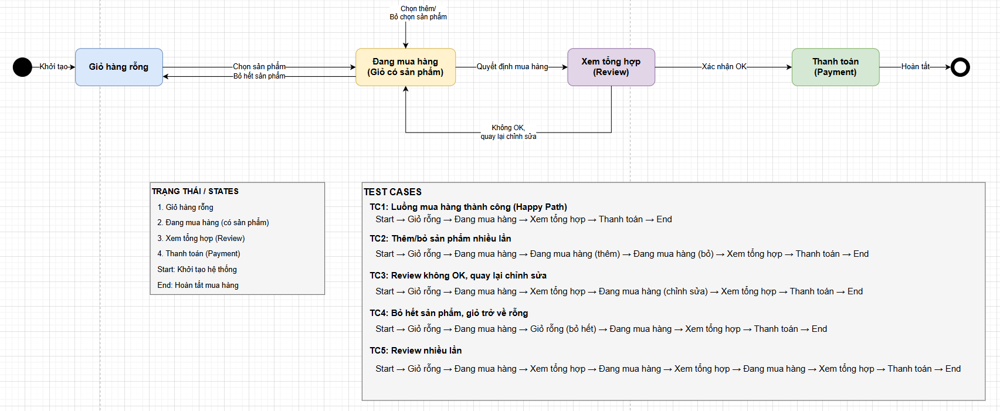 Chọn thêm/
Bỏ chọn sản phẩm
Khởi tạo
Giỏ hàng rỗng
Chọn sản phẩm
Bỏ hết sản phẩm
Đang mua hàng
(Giỏ có sản phẩm)
Quyết định mua hàng
Xem tổng hợp
(Review)
Xác nhận OK
Thanh toán
(Payment)
Hoàn tất
Không OK,
quay lại chỉnh sửa
TRẠNG THÁI / STATES
1. Giỏ hàng rỗng
2. Đang mua hàng (có sản phẩm)
3. Xem tổng hợp (Review)
4. Thanh toán (Payment)
Start: Khởi tạo hệ thống
End: Hoàn tất mua hàng
TEST CASES
TC1: Luồng mua hàng thành công (Happy Path)
Start → Giỏ rỗng → Đang mua hàng → Xem tổng hợp → Thanh toán → End
TC2: Thêm/bỏ sản phẩm nhiều lần
Start → Giỏ rỗng → Đang mua hàng → Đang mua hàng (thêm) → Đang mua hàng (bỏ) → Xem tổng hợp → Thanh toán → End
TC3: Review không OK, quay lại chỉnh sửa
Start → Giỏ rỗng → Đang mua hàng → Xem tổng hợp → Đang mua hàng (chỉnh sửa) → Xem tổng hợp → Thanh toán → End
TC4: Bỏ hết sản phẩm, giỏ trở về rỗng
Start → Giỏ rỗng → Đang mua hàng → Giỏ rỗng (bỏ hết) → Đang mua hàng → Xem tổng hợp → Thanh toán → End
TC5: Review nhiều lần
Start → Giỏ rỗng → Đang mua hàng → Xem tổng hợp → Đang mua hàng → Xem tổng hợp → Đang mua hàng → Xem tổng hợp → Thanh toán → End